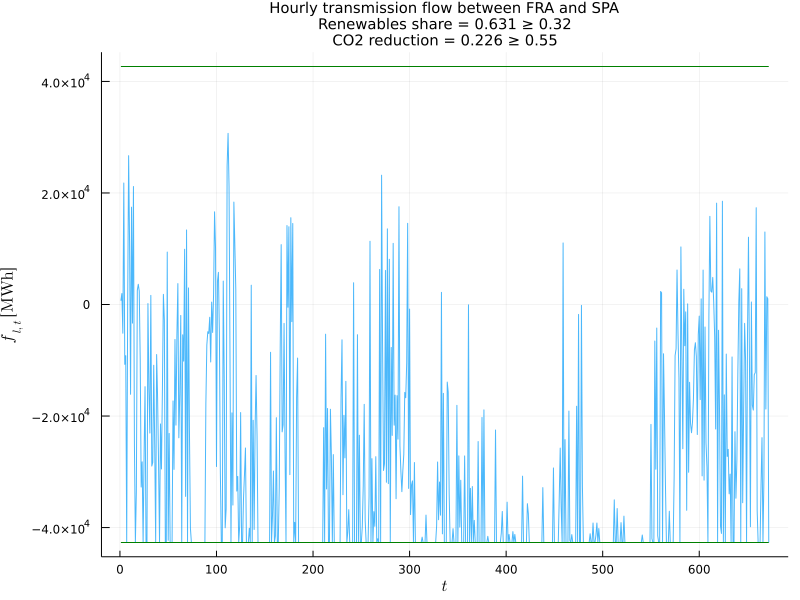 Hourly transmission flow between FRA and SPA
Renewables share = 0.631 ≥ 0.32
CO2 reduction = 0.226 ≥ 0.55
4.0×10⁴
2.0×10⁴
0
−2.0×10⁴
−4.0×10⁴
f_{l,t} [MWh]
0 100 200 300 400 500 600
t